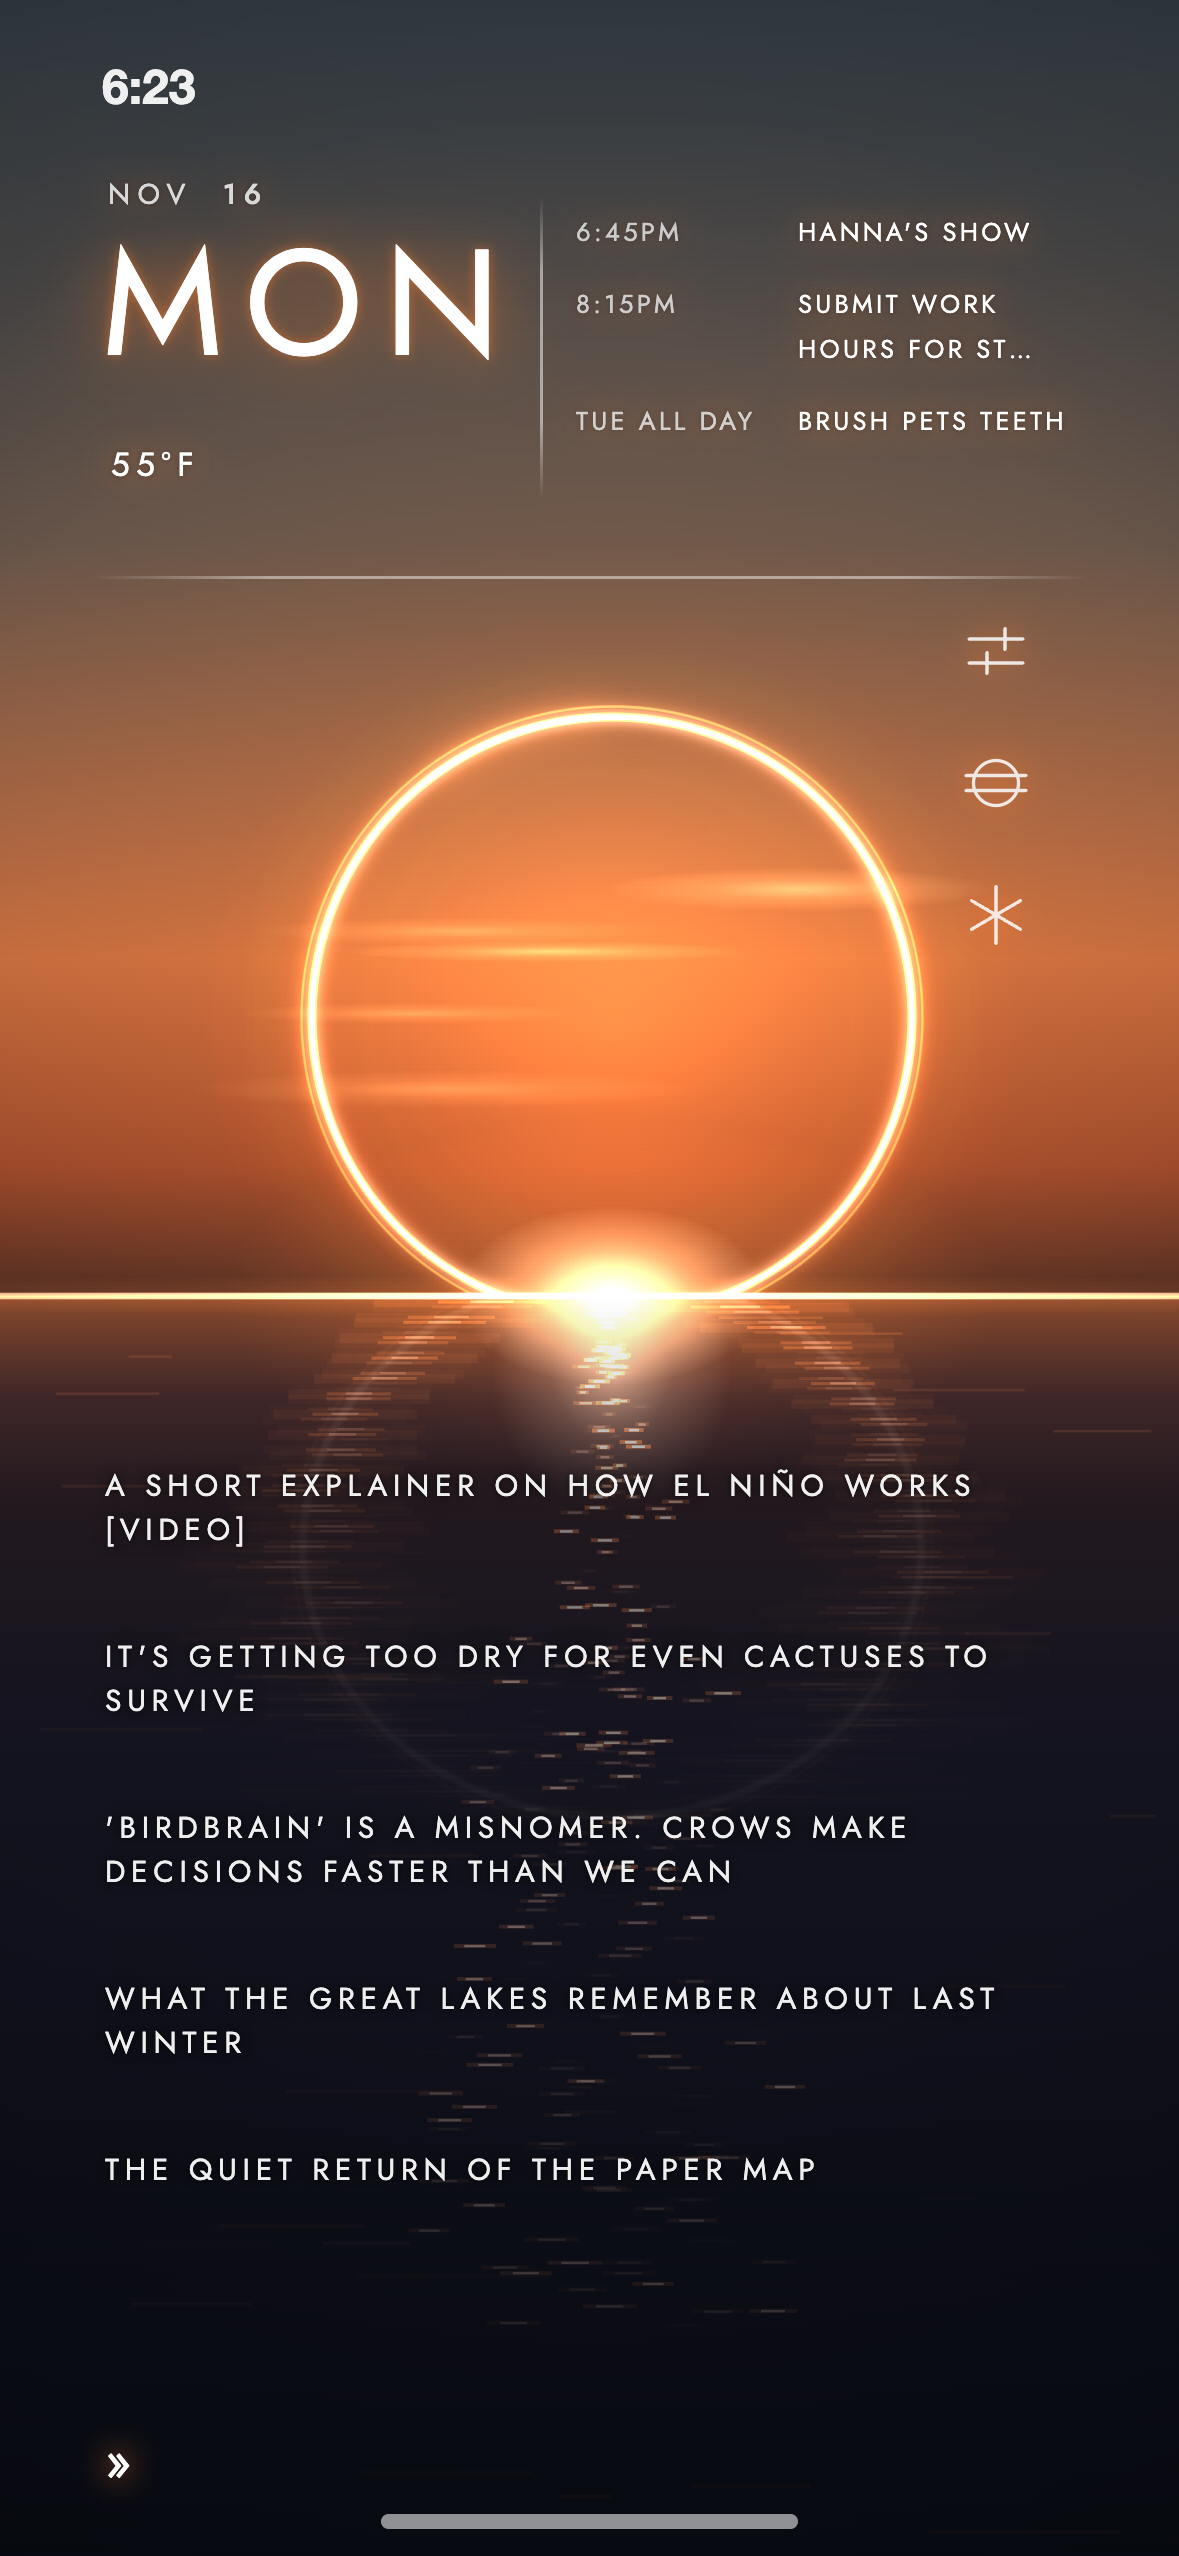 6:23
NOV 16
MON
55°F
6:45PM HANNA'S SHOW
8:15PM SUBMIT WORK
HOURS FOR ST...
TUE ALL DAY BRUSH PETS TEETH
A SHORT EXPLAINER ON HOW EL NIÑO WORKS
[VIDEO]
IT'S GETTING TOO DRY FOR EVEN CACTUSES TO
SURVIVE
'BIRDBRAIN' IS A MISNOMER. CROWS MAKE
DECISIONS FASTER THAN WE CAN
WHAT THE GREAT LAKES REMEMBER ABOUT LAST
WINTER
THE QUIET RETURN OF THE PAPER MAP
»